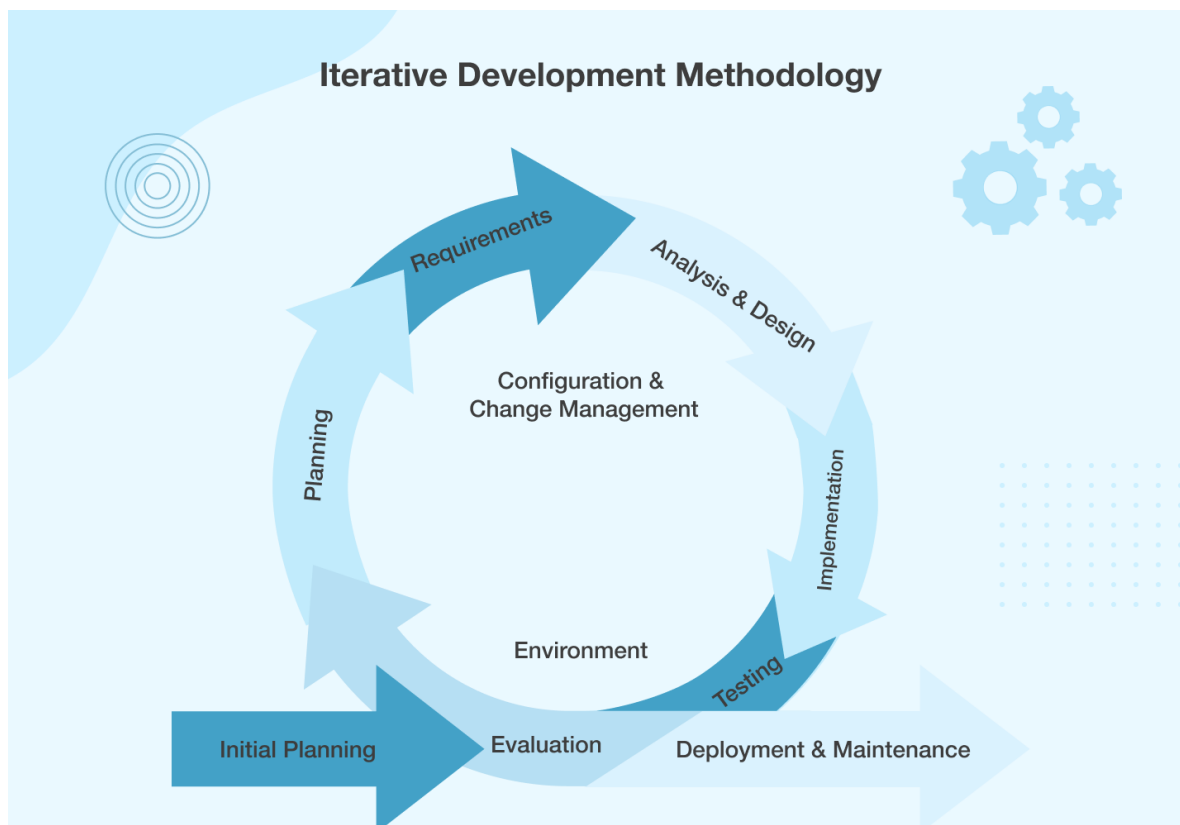 Iterative Development Methodology
Requirements
Analysis & Design
Configuration &
Change Management
Planning
Implementation
Environment
Testing
Initial Planning
Evaluation
Deployment & Maintenance